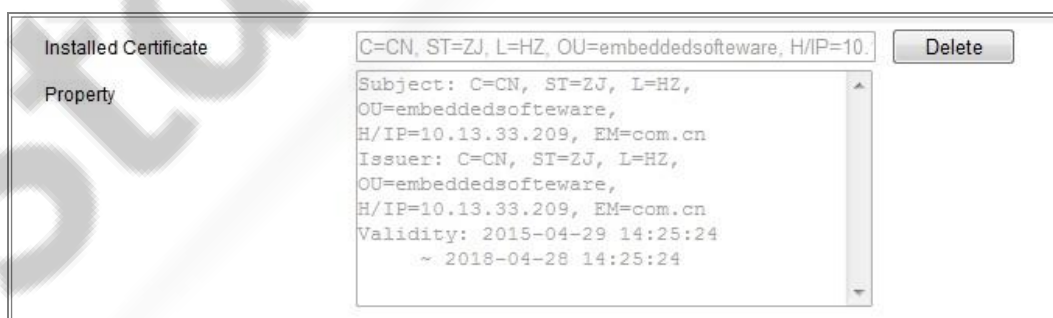 Installed Certificate
C=CN, ST=ZJ, L=HZ, OU=embeddedsofteware, H/IP=10.
Delete
Property
Subject: C=CN, ST=ZJ, L=HZ,
OU=embeddedsofteware,
H/IP=10.13.33.209, EM=com.cn
Issuer: C=CN, ST=ZJ, L=HZ,
OU=embeddedsofteware,
H/IP=10.13.33.209, EM=com.cn
Validity: 2015-04-29 14:25:24
~ 2018-04-28 14:25:24